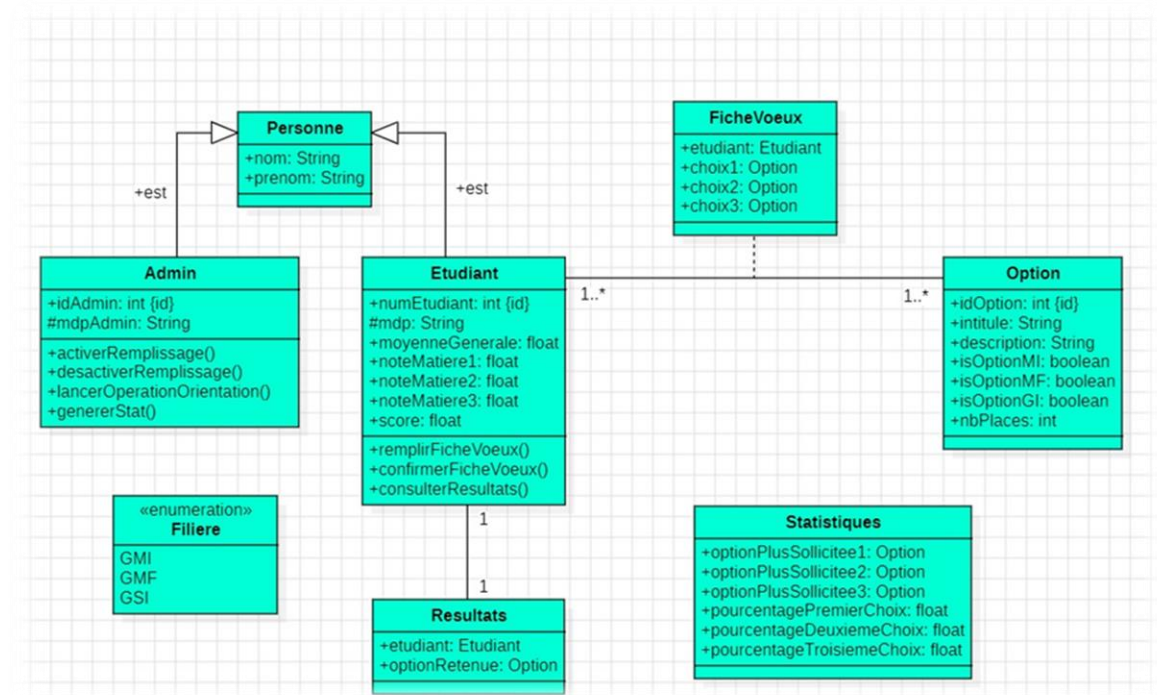 Personne
+nom: String
+prenom: String
+est
+est
FicheVoeux
+etudiant: Etudiant
+choix1: Option
+choix2: Option
+choix3: Option
Admin
+idAdmin: int {id}
#mdpAdmin: String
+activerRemplissage()
+desactiverRemplissage()
+lancerOperationOrientation()
+genererStat()
Etudiant
+numEtudiant: int {id}
#mdp: String
+moyenneGenerale: float
+noteMatiere1: float
+noteMatiere2: float
+noteMatiere3: float
+score: float
+remplirFicheVoeux()
+confirmerFicheVoeux()
+consulterResultats()
1..*
1..*
Option
+idOption: int {id}
+intitule: String
+description: String
+isOptionMI: boolean
+isOptionMF: boolean
+isOptionGI: boolean
+nbPlaces: int
«enumeration»
Filiere
GMI
GMF
GSI
1
1
Resultats
+etudiant: Etudiant
+optionRetenue: Option
Statistiques
+optionPlusSollicitee1: Option
+optionPlusSollicitee2: Option
+optionPlusSollicitee3: Option
+pourcentagePremierChoix: float
+pourcentageDeuxiemeChoix: float
+pourcentageTroisiemeChoix: float